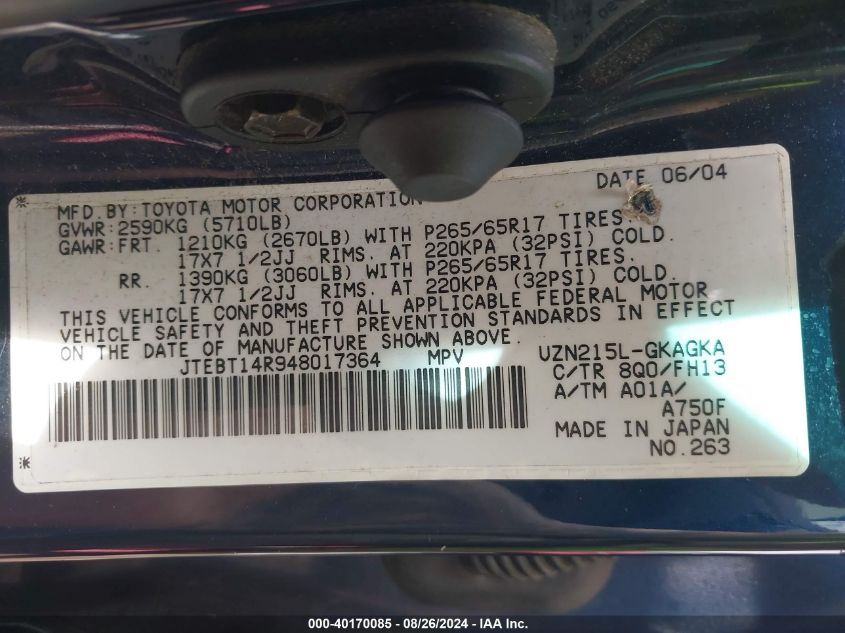 DATE 06/04
MFD. BY: TOYOTA MOTOR CORPORATION
GVWR: 2590KG (5710LB)
GAWR: FRT. 1210KG (2670LB) WITH P265/65R17 TIRES
17X7 1/2JJ RIMS. AT 220KPA (32PSI) COLD.
RR. 1390KG (3060LB) WITH P265/65R17 TIRES.
17X7 1/2JJ RIMS. AT 220KPA (32PSI) COLD.
THIS VEHICLE CONFORMS TO ALL APPLICABLE FEDERAL MOTOR
VEHICLE SAFETY AND THEFT PREVENTION STANDARDS IN EFFECT
ON THE DATE OF MANUFACTURE SHOWN ABOVE.
JTEBT14R948017364 MPV
UZN215L-GKAGKA
C/TR 8Q0/FH13
A/TM A01A/
A750F
MADE IN JAPAN
NO.263
000-40170085 - 08/26/2024 - IAA Inc.